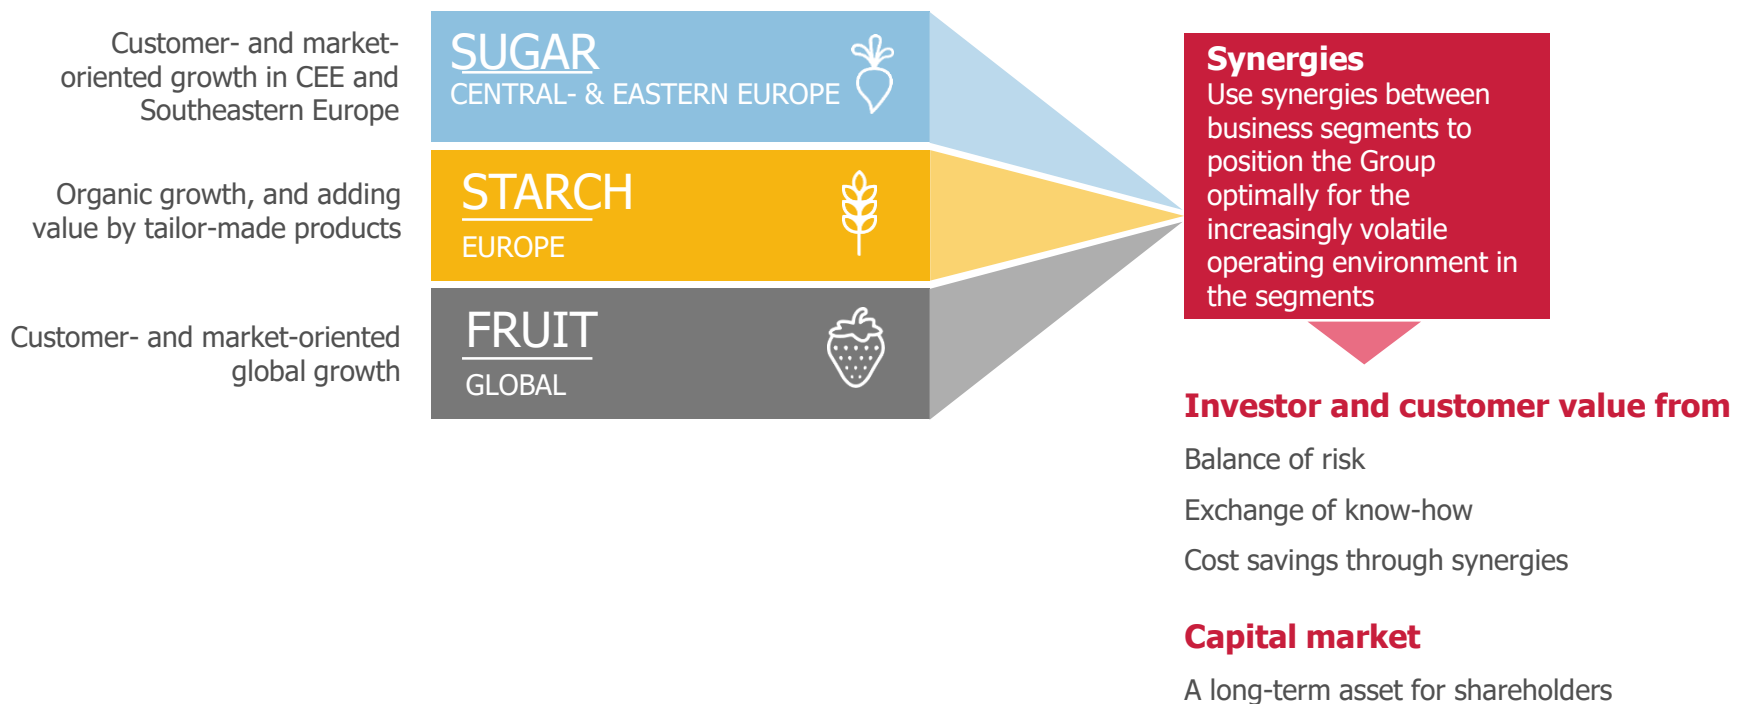 Customer- and market-
oriented growth in CEE and
Southeastern Europe
SUGAR
CENTRAL- & EASTERN EUROPE
Organic growth, and adding
value by tailor-made products
STARCH
EUROPE
Customer- and market-oriented
global growth
FRUIT
GLOBAL
Synergies
Use synergies between
business segments to
position the Group
optimally for the
increasingly volatile
operating environment in
the segments
Investor and customer value from
Balance of risk
Exchange of know-how
Cost savings through synergies
Capital market
A long-term asset for shareholders